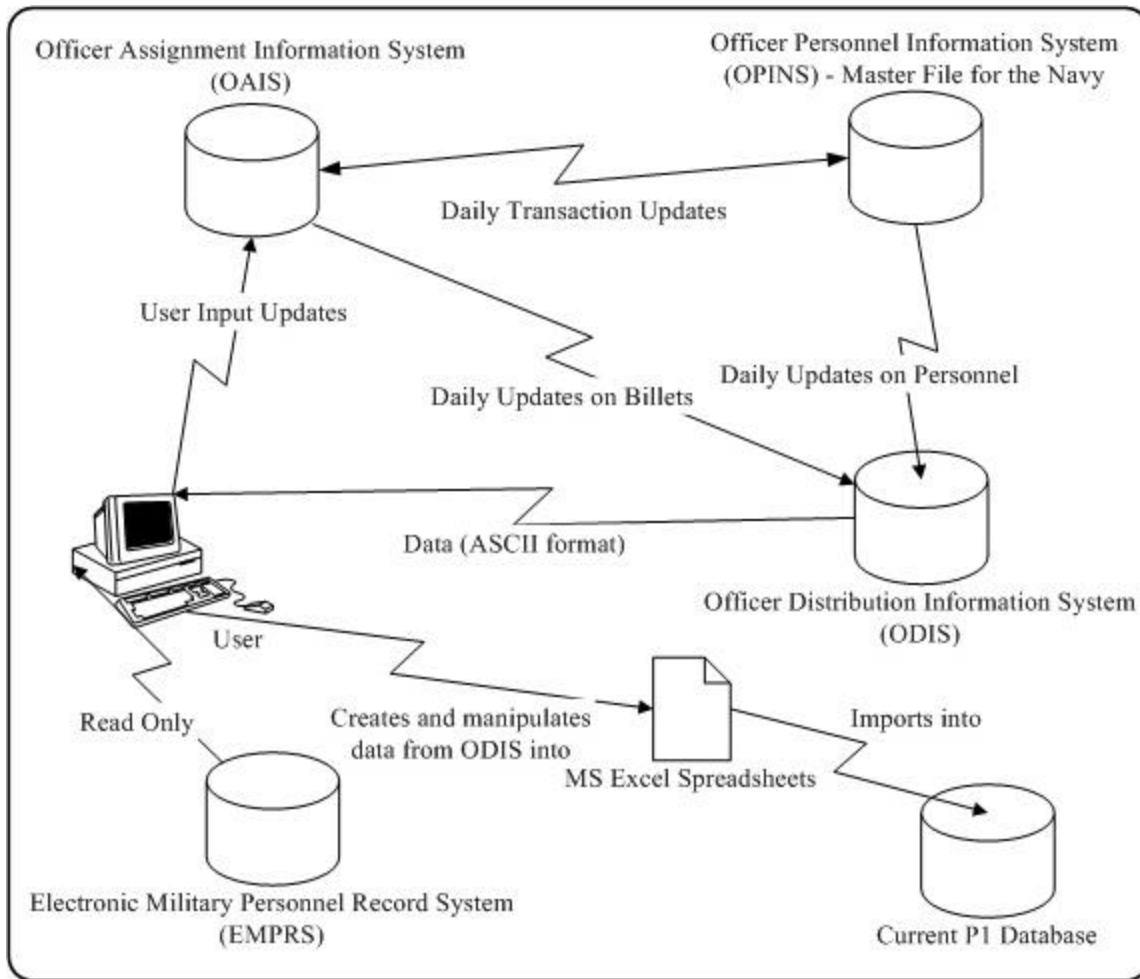 Officer Assignment Information System
(OAIS)
Officer Personnel Information System
(OPINS) - Master File for the Navy
Daily Transaction Updates
User Input Updates
Daily Updates on Billets
Daily Updates on Personnel
Data (ASCII format)
Officer Distribution Information System
(ODIS)
User
Read Only
Creates and manipulates
data from ODIS into
Imports into
MS Excel Spreadsheets
Electronic Military Personnel Record System
(EMPRS)
Current P1 Database